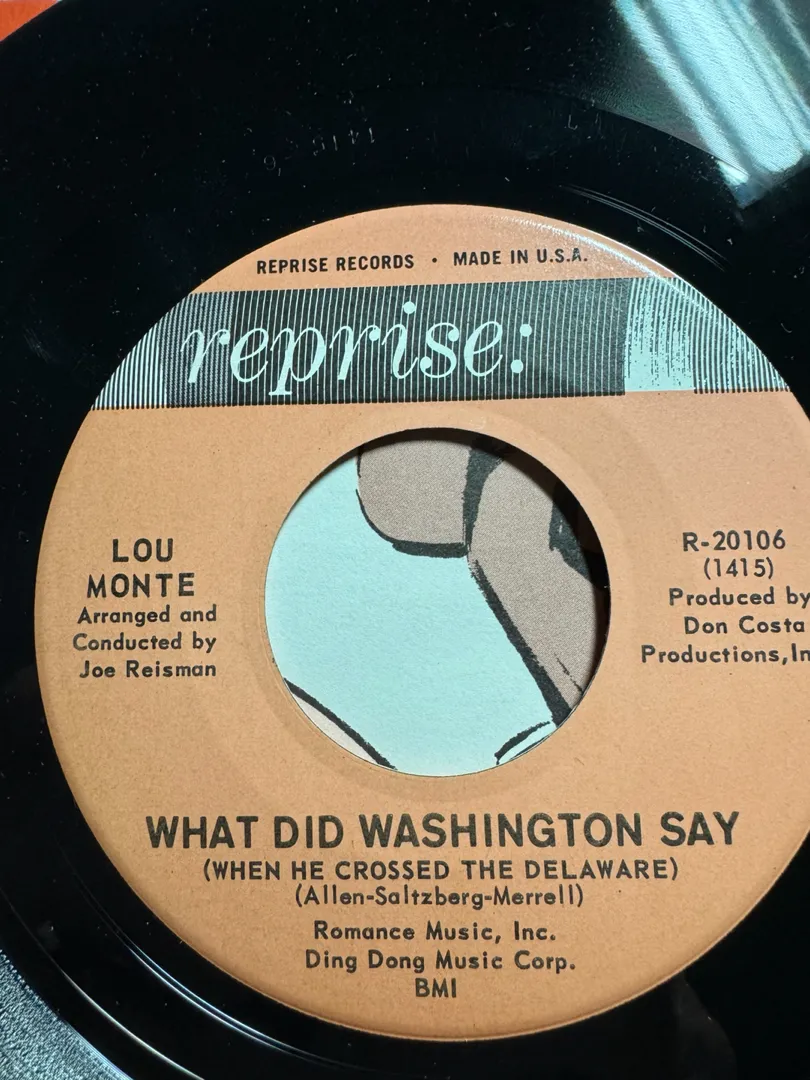 REPRISE RECORDS • MADE IN U.S.A.
reprise:
LOU
MONTE
Arranged and
Conducted by
Joe Reisman
R-20106
(1415)
Produced by
Don Costa
Productions, In
WHAT DID WASHINGTON SAY
(WHEN HE CROSSED THE DELAWARE)
(Allen-Saltzberg-Merrell)
Romance Music, Inc.
Ding Dong Music Corp.
BMI